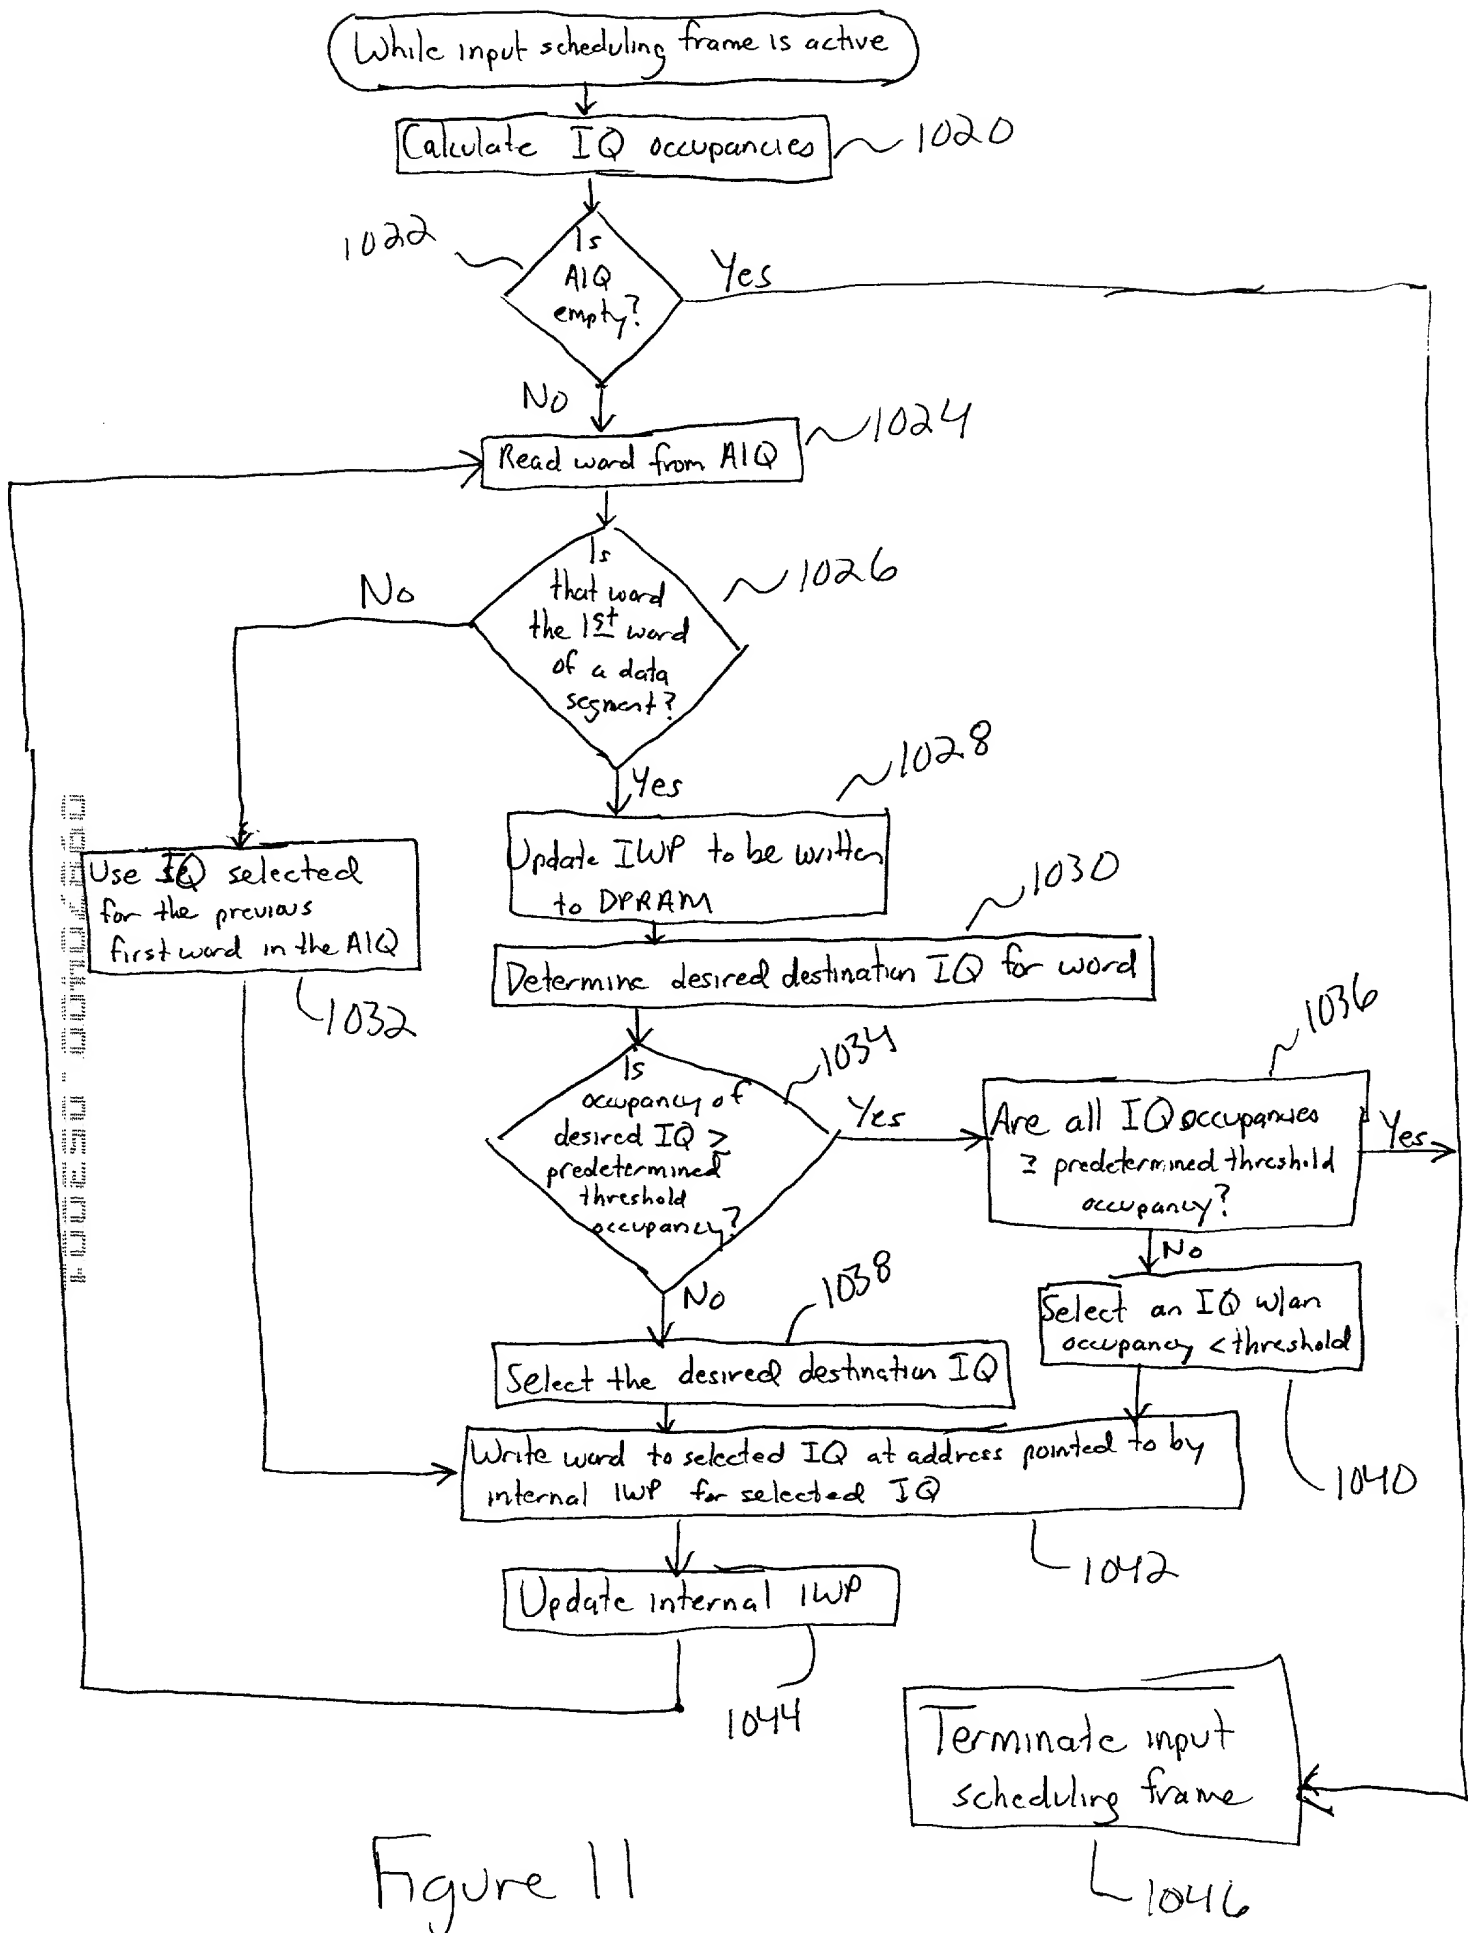 While input scheduling frame is active
Calculate IQ occupancies
1020
1022
Is
AIQ
empty?
Yes
No
Read word from AIQ
1024
Is
that word
the 1st word
of a data
segment?
1026
No
Yes
1028
Update IWP to be written
to DPRAM
1030
Use IQ selected
for the previous
first word in the AIQ
1032
Determine desired destination IQ for word
1034
Is
occupancy of
desired IQ ≥
predetermined
threshold
occupancy?
Yes
1036
Are all IQ occupancies
≥ predetermined threshold
occupancy?
Yes
No
No
1038
Select an IQ w/an
occupancy < threshold
1040
Select the desired destination IQ
Write word to selected IQ at address pointed to by
internal IWP for selected IQ
1042
Update internal IWP
1044
Terminate input
scheduling frame
1046
Figure 11